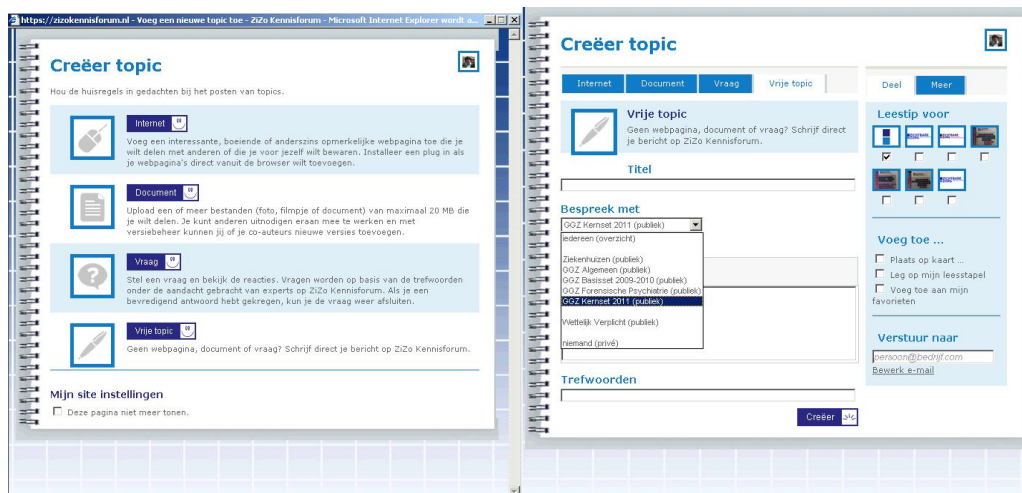 https://zizokennisforum.nl - Voeg een nieuwe topic toe - ZiZo Kennisforum - Microsoft Internet Explorer wordt a...
Creëer topic
Hou de huisregels in gedachten bij het posten van topics.
Internet
Voeg een interessante, boeiende of anderszins opmerkelijke webpagina toe die je
wilt delen met anderen of die je voor jezelf wilt bewaren. Installeer een plug in als
je webpagina's direct vanuit de browser wilt toevoegen.
Document
Upload een of meer bestanden (foto, filmpje of document) van maximaal 20 MB die
je wilt delen. Je kunt anderen uitnodigen eraan mee te werken en met
versiebeheer kunnen jij of je co-auteurs nieuwe versies toevoegen.
Vraag
Stel een vraag en bekijk de reacties. Vragen worden op basis van de trefwoorden
onder de aandacht gebracht van experts op ZiZo Kennisforum. Als je een
bevredigend antwoord hebt gekregen, kun je de vraag weer afsluiten.
Vrije topic
Geen webpagina, document of vraag? Schrijf direct je bericht op ZiZo Kennisforum.
Mijn site instellingen
Deze pagina niet meer tonen.
Creëer topic
Internet Document Vraag Vrije topic
Vrije topic
Geen webpagina, document of vraag? Schrijf direct
je bericht op ZiZo Kennisforum.
Titel
Bespreek met
GGZ Kernset 2011 (publiek)
iedereen (overzicht)
Ziekenhuizen (publiek)
GGZ Algemeen (publiek)
GGZ Basisset 2009-2010 (publiek)
GGZ Forensische Psychiatrie (publiek)
GGZ Kernset 2011 (publiek)
Wettelijk Verplicht (publiek)
niemand (privé)
Trefwoorden
Creëer
Deel Meer
Leestip voor
Voeg toe ...
Plaats op kaart ...
Leg op mijn leesstapel
Voeg toe aan mijn
favorieten
Verstuur naar
persoon@bedrijf.com
Bewerk e-mail